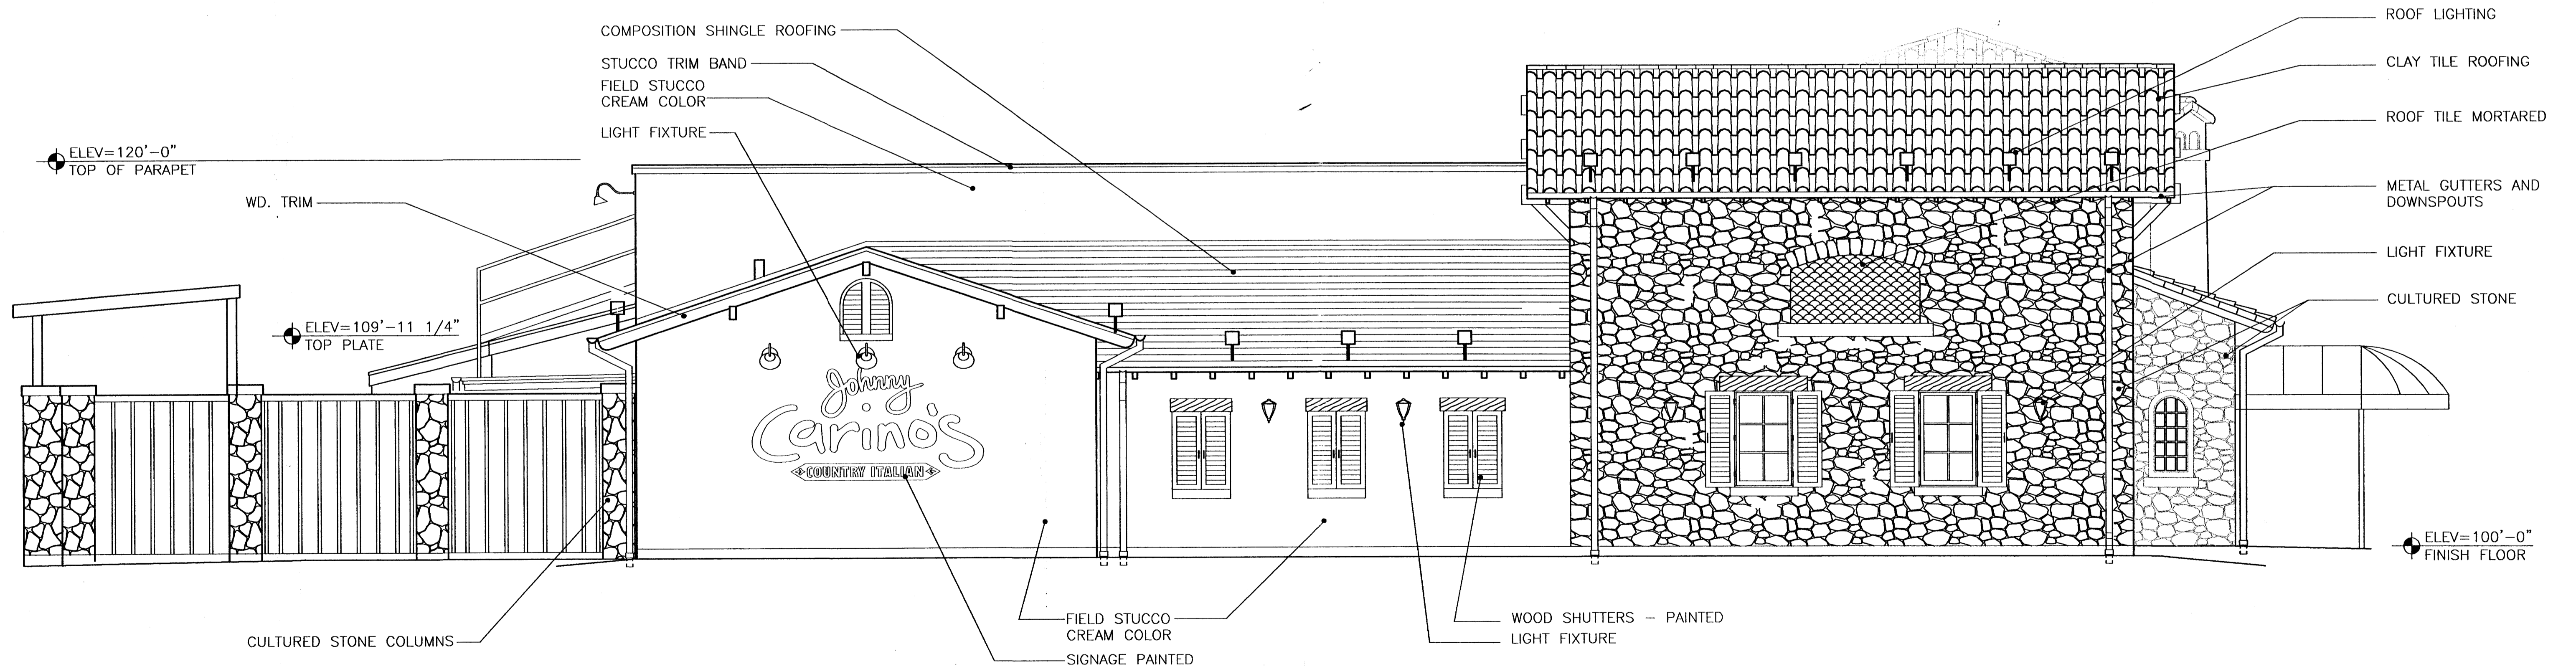 COMPOSITION SHINGLE ROOFING
STUCCO TRIM BAND
FIELD STUCCO
CREAM COLOR
LIGHT FIXTURE
ELEV=120'-0"
TOP OF PARAPET
WD. TRIM
ELEV=109'-11 1/4"
TOP PLATE
ROOF LIGHTING
CLAY TILE ROOFING
ROOF TILE MORTARED
METAL GUTTERS AND
DOWNSPOUTS
LIGHT FIXTURE
CULTURED STONE
Johnny
Carino's
COUNTRY ITALIAN
ELEV=100'-0"
FINISH FLOOR
CULTURED STONE COLUMNS
FIELD STUCCO
CREAM COLOR
SIGNAGE PAINTED
WOOD SHUTTERS - PAINTED
LIGHT FIXTURE